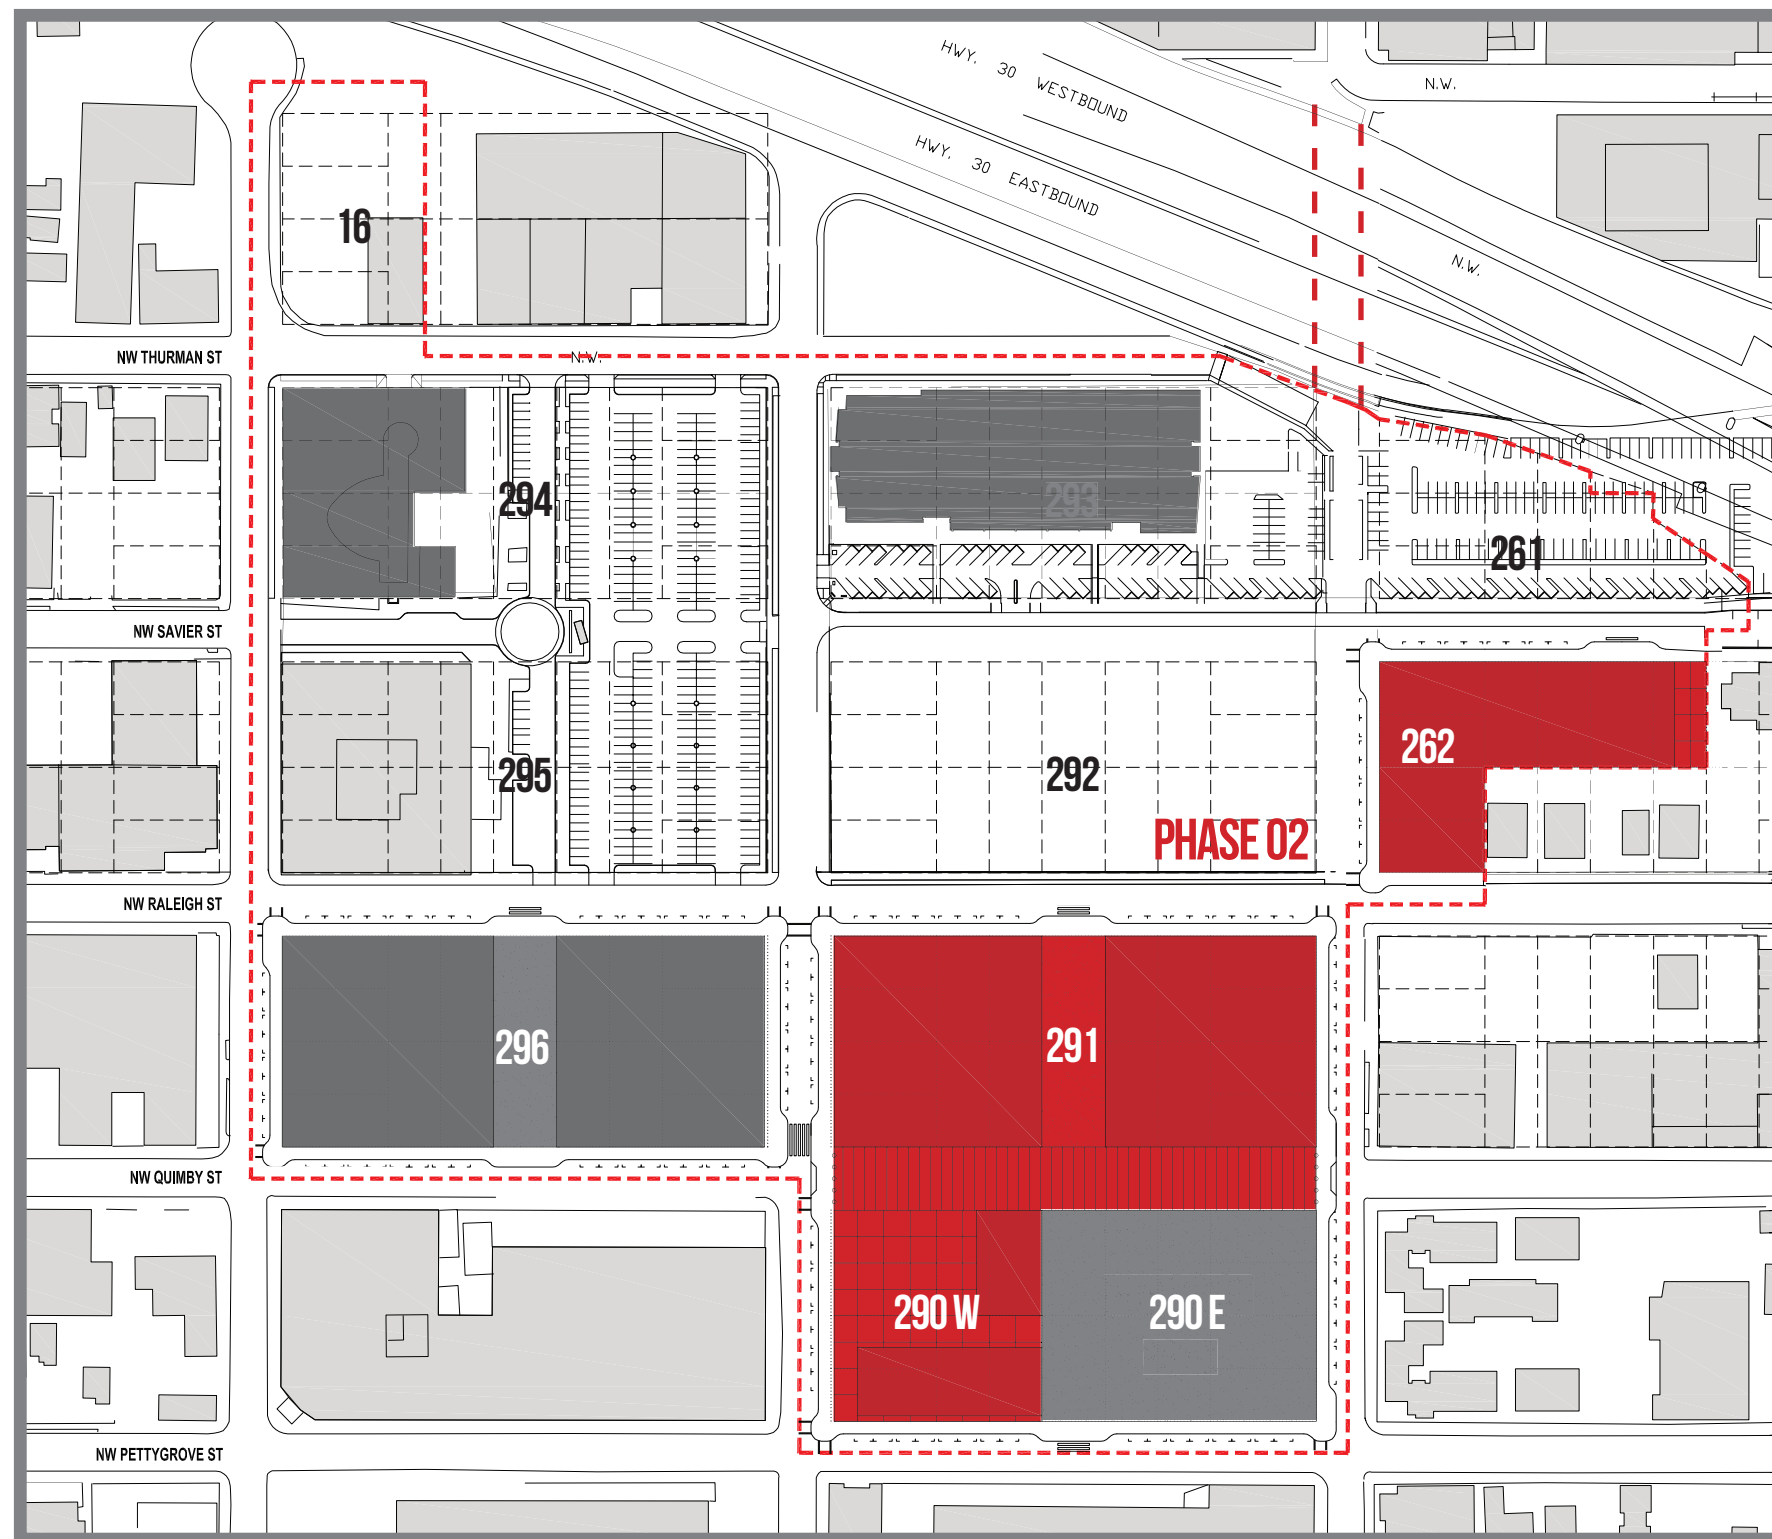 HWY. 30 WESTBOUND
N.W.
HWY. 30 EASTBOUND
16
N.W.
NW THURMAN ST
N.W.
294
293
261
NW SAVIER ST
262
295
292
PHASE 02
NW RALEIGH ST
296
291
NW QUIMBY ST
290 W
290 E
NW PETTYGROVE ST